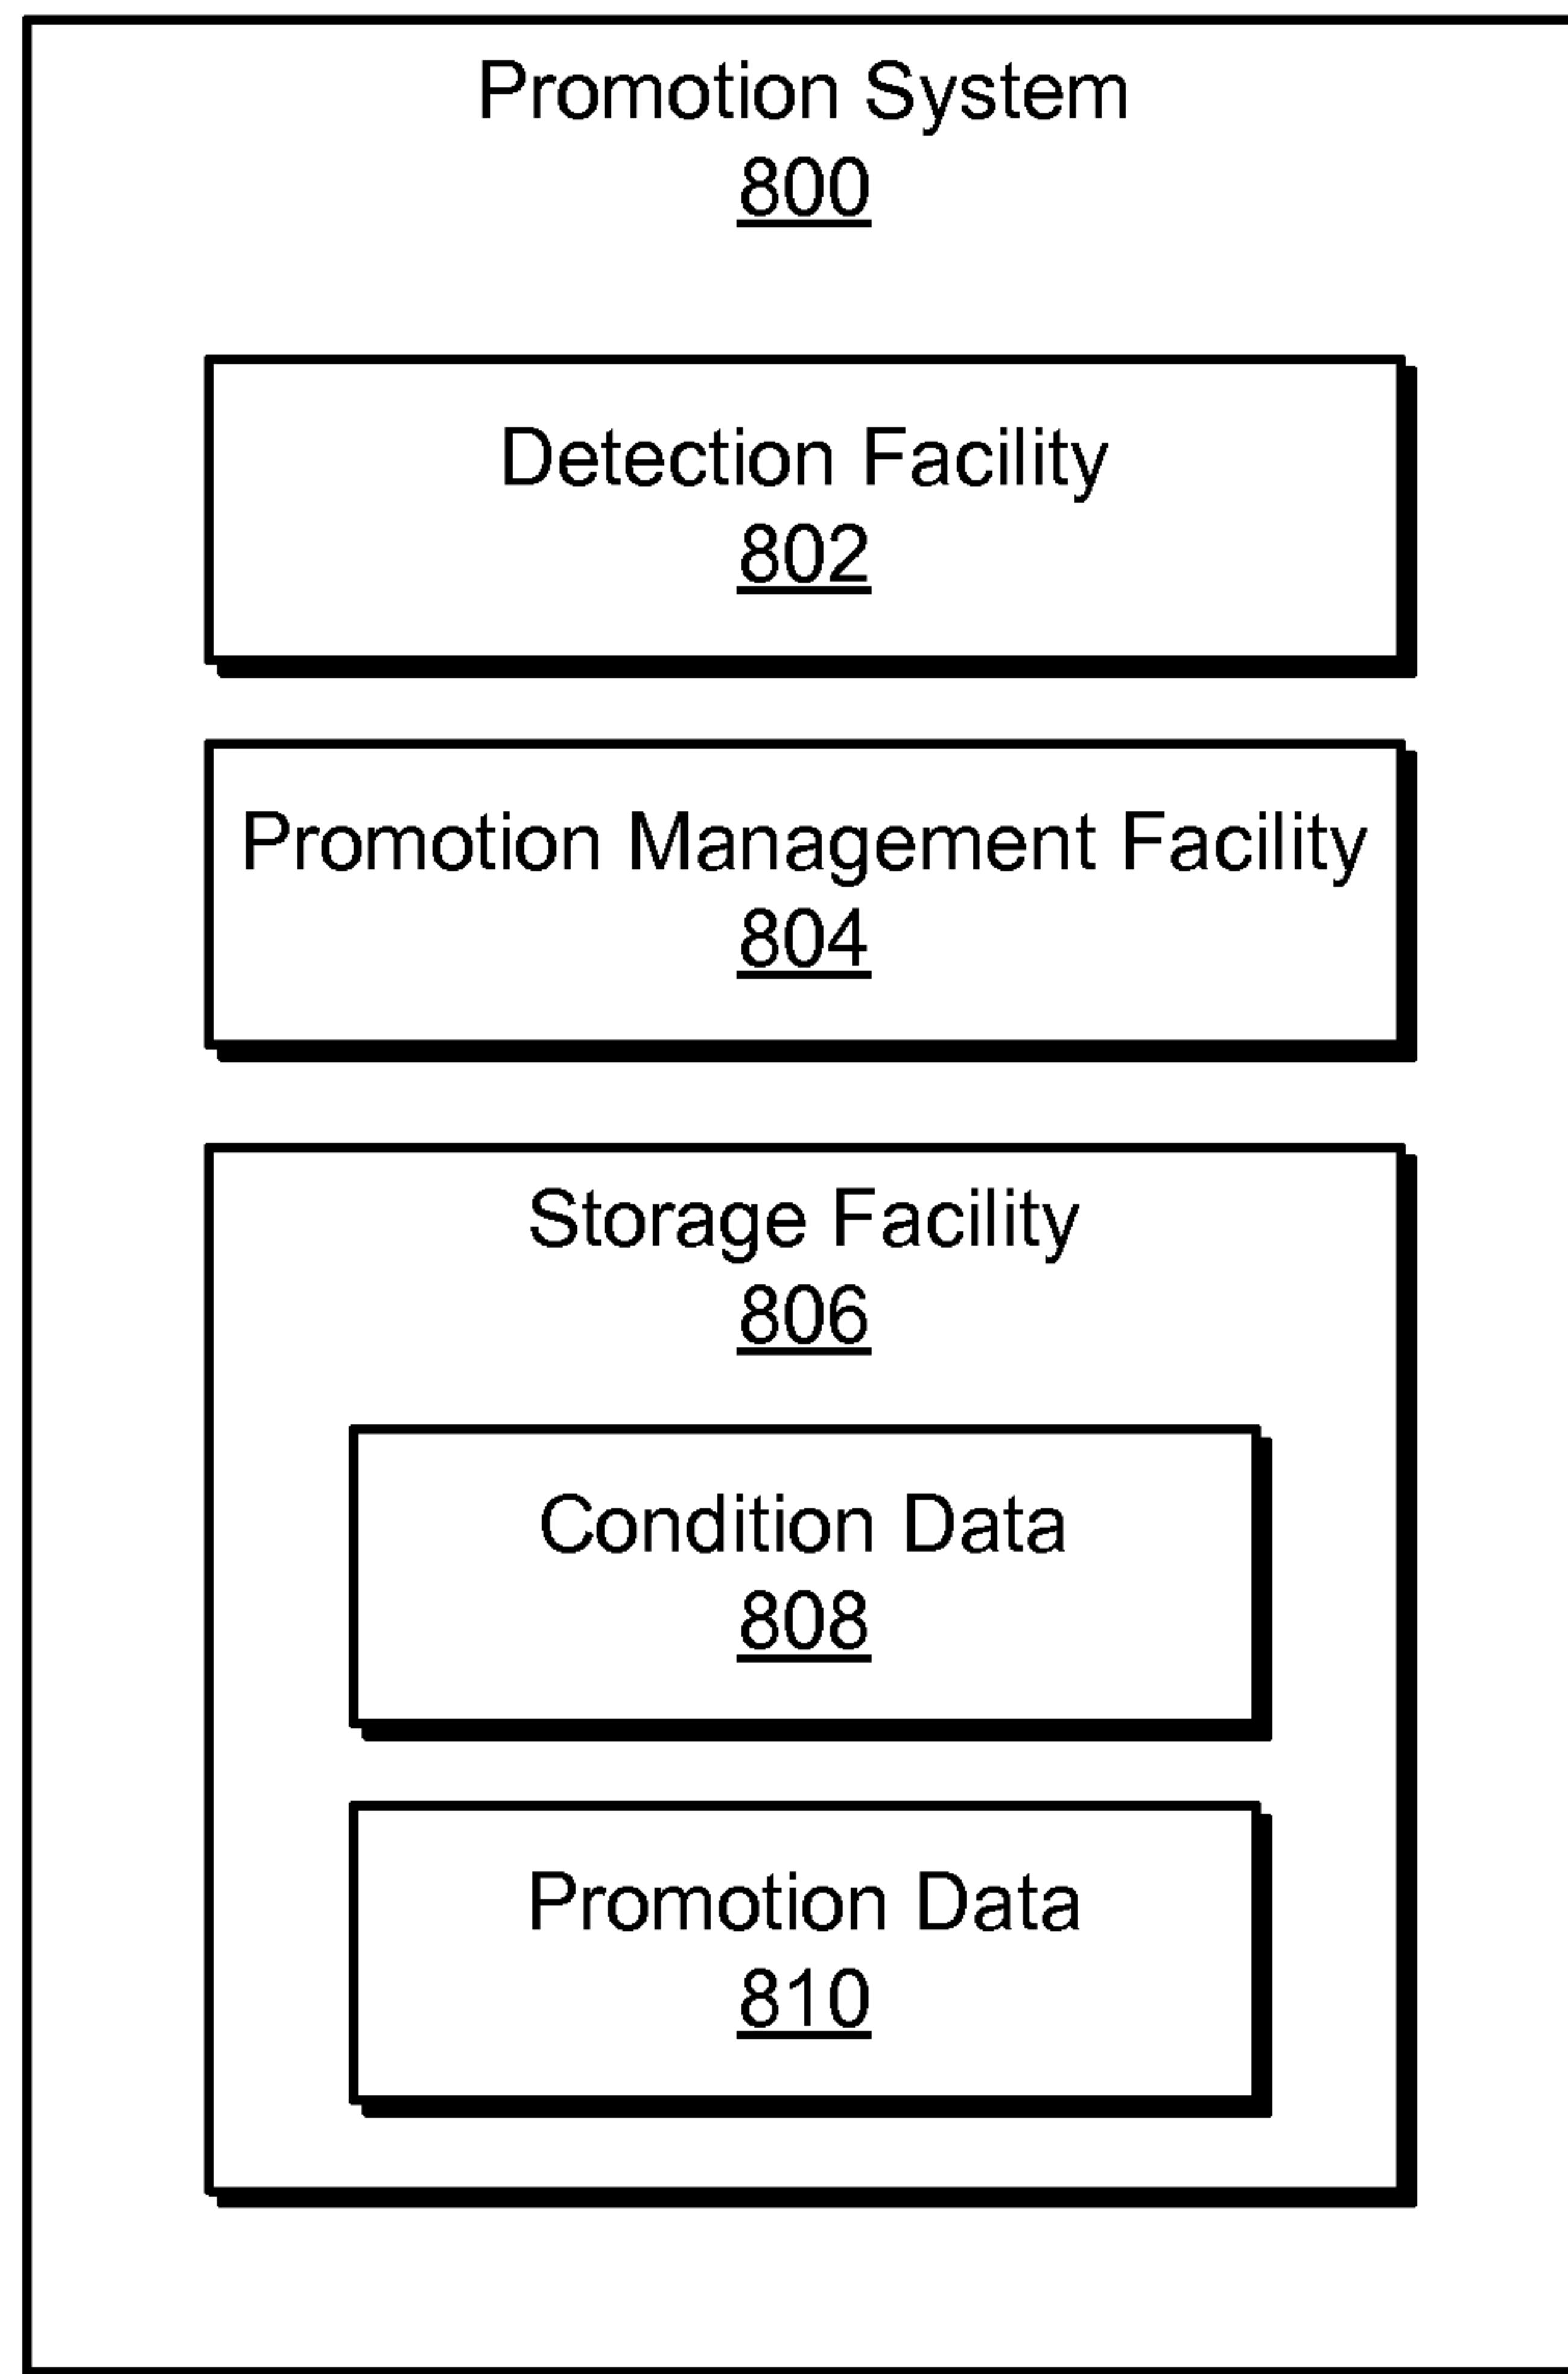 Promotion System
800
Detection Facility
802
Promotion Management Facility
804
Storage Facility
806
Condition Data
808
Promotion Data
810